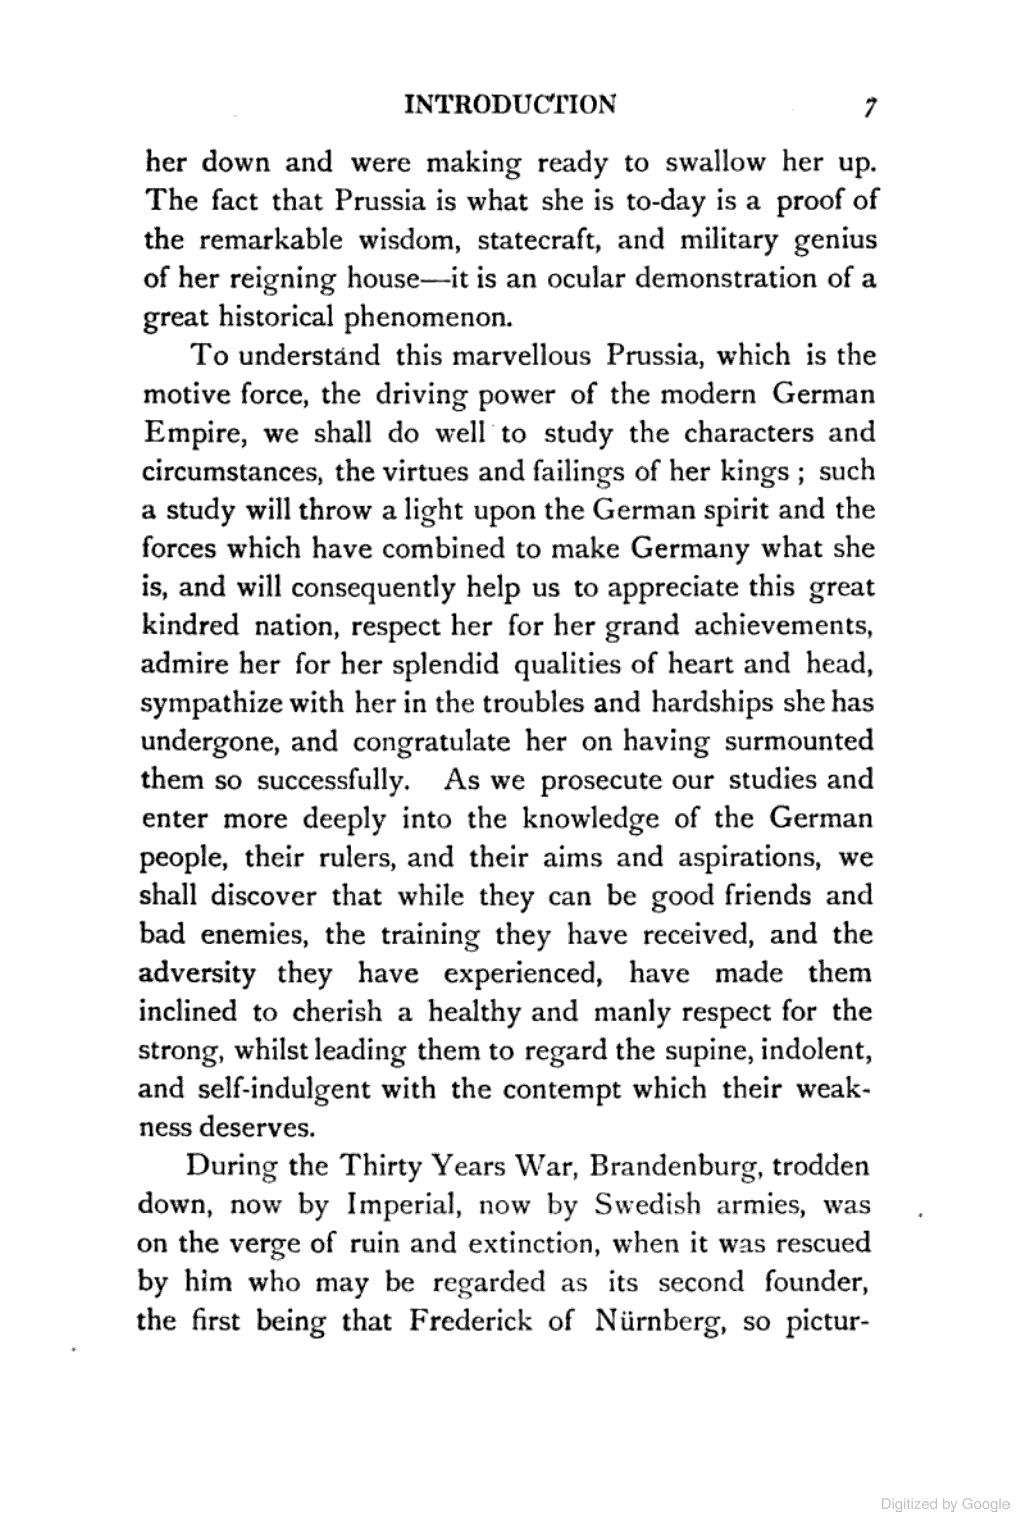 INTRODUCTION 7
her down and were making ready to swallow her up.
The fact that Prussia is what she is to-day is a proof of
the remarkable wisdom, statecraft, and military genius
of her reigning house—it is an ocular demonstration of a
great historical phenomenon.
To understand this marvellous Prussia, which is the
motive force, the driving power of the modern German
Empire, we shall do well to study the characters and
circumstances, the virtues and failings of her kings ; such
a study will throw a light upon the German spirit and the
forces which have combined to make Germany what she
is, and will consequently help us to appreciate this great
kindred nation, respect her for her grand achievements,
admire her for her splendid qualities of heart and head,
sympathize with her in the troubles and hardships she has
undergone, and congratulate her on having surmounted
them so successfully. As we prosecute our studies and
enter more deeply into the knowledge of the German
people, their rulers, and their aims and aspirations, we
shall discover that while they can be good friends and
bad enemies, the training they have received, and the
adversity they have experienced, have made them
inclined to cherish a healthy and manly respect for the
strong, whilst leading them to regard the supine, indolent,
and self-indulgent with the contempt which their weak-
ness deserves.
During the Thirty Years War, Brandenburg, trodden
down, now by Imperial, now by Swedish armies, was
on the verge of ruin and extinction, when it was rescued
by him who may be regarded as its second founder,
the first being that Frederick of Nürnberg, so pictur-
Digitized by Google